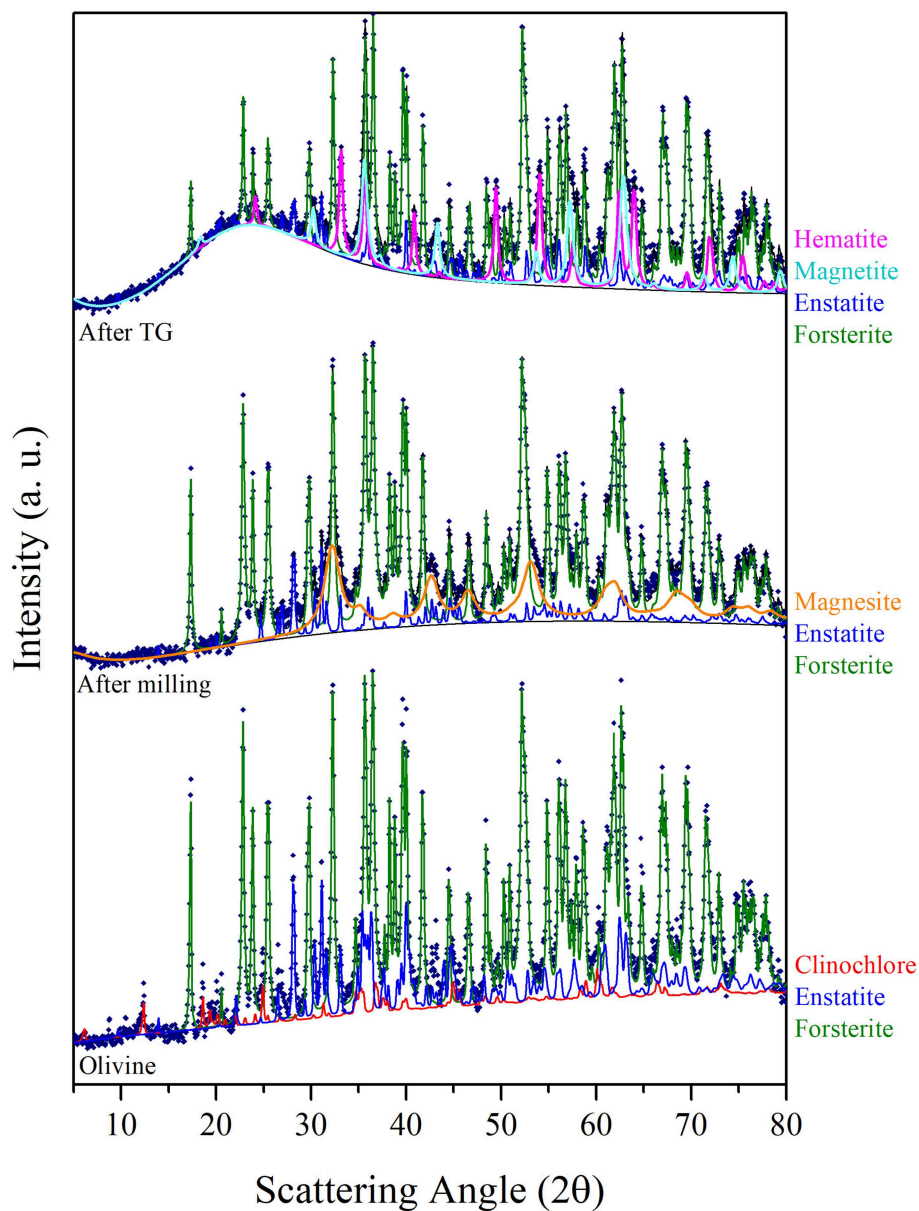 Hematite
Magnetite
Enstatite
Forsterite
After TG
Magnesite
Enstatite
Forsterite
After milling
Clinochlore
Enstatite
Forsterite
Olivine
Intensity (a. u.)
10 20 30 40 50 60 70 80
Scattering Angle (2θ)